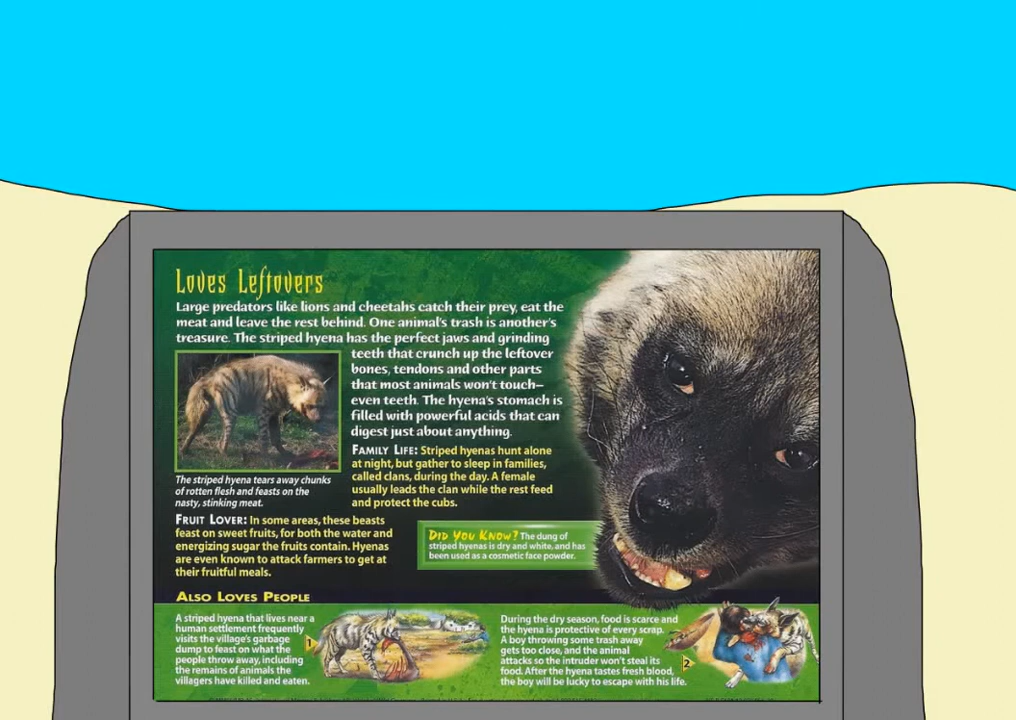 Loves Leftovers
Large predators like lions and cheetahs catch their prey, eat the
meat and leave the rest behind. One animal's trash is another's
treasure. The striped hyena has the perfect jaws and grinding
teeth that crunch up the leftover
bones, tendons and other parts
that most animals won't touch—
even teeth. The hyena's stomach is
filled with powerful acids that can
digest just about anything.
The striped hyena tears away chunks
of rotten flesh and feasts on the
nasty, stinking meat.
FAMILY LIFE: Striped hyenas hunt alone
at night, but gather to sleep in families,
called clans, during the day. A female
usually leads the clan while the rest feed
and protect the cubs.
FRUIT LOVER: In some areas, these beasts
feast on sweet fruits, for both the water and
energizing sugar the fruits contain. Hyenas
are even known to attack farmers to get at
their fruitful meals.
DID YOU KNOW? The dung of
striped hyenas is dry and white, and has
been used as a cosmetic face powder.
ALSO LOVES PEOPLE
A striped hyena that lives near a
human settlement frequently
visits the village's garbage
dump to feast on what the
people throw away, including
the remains of animals the
villagers have killed and eaten.
1
During the dry season, food is scarce and
the hyena is protective of every scrap.
A boy throwing some trash away
gets too close, and the animal
attacks so the intruder won't steal its
food. After the hyena tastes fresh blood,
the boy will be lucky to escape with his life.
2